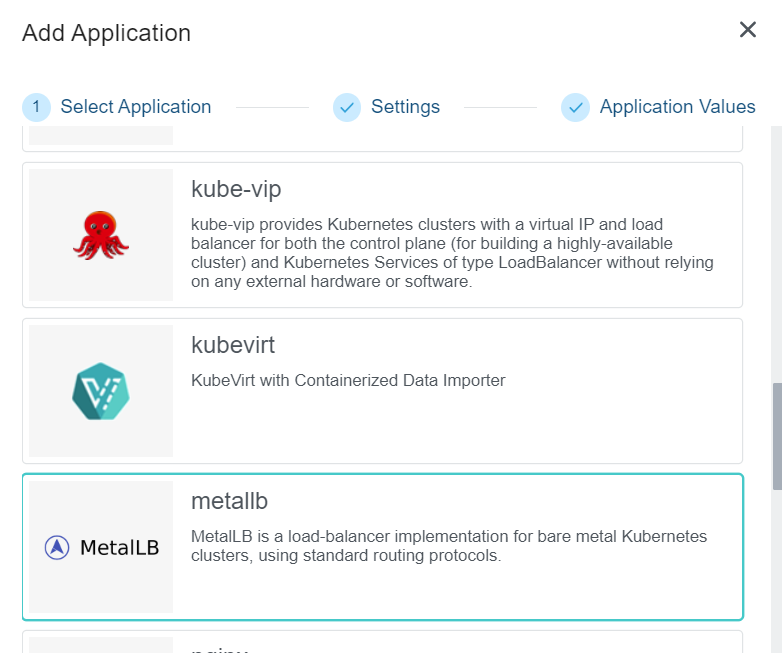 Add Application
1 Select Application Settings Application Values
kube-vip
kube-vip provides Kubernetes clusters with a virtual IP and load
balancer for both the control plane (for building a highly-available
cluster) and Kubernetes Services of type LoadBalancer without relying
on any external hardware or software.
kubevirt
KubeVirt with Containerized Data Importer
metallb
MetalLB
MetalLB is a load-balancer implementation for bare metal Kubernetes
clusters, using standard routing protocols.